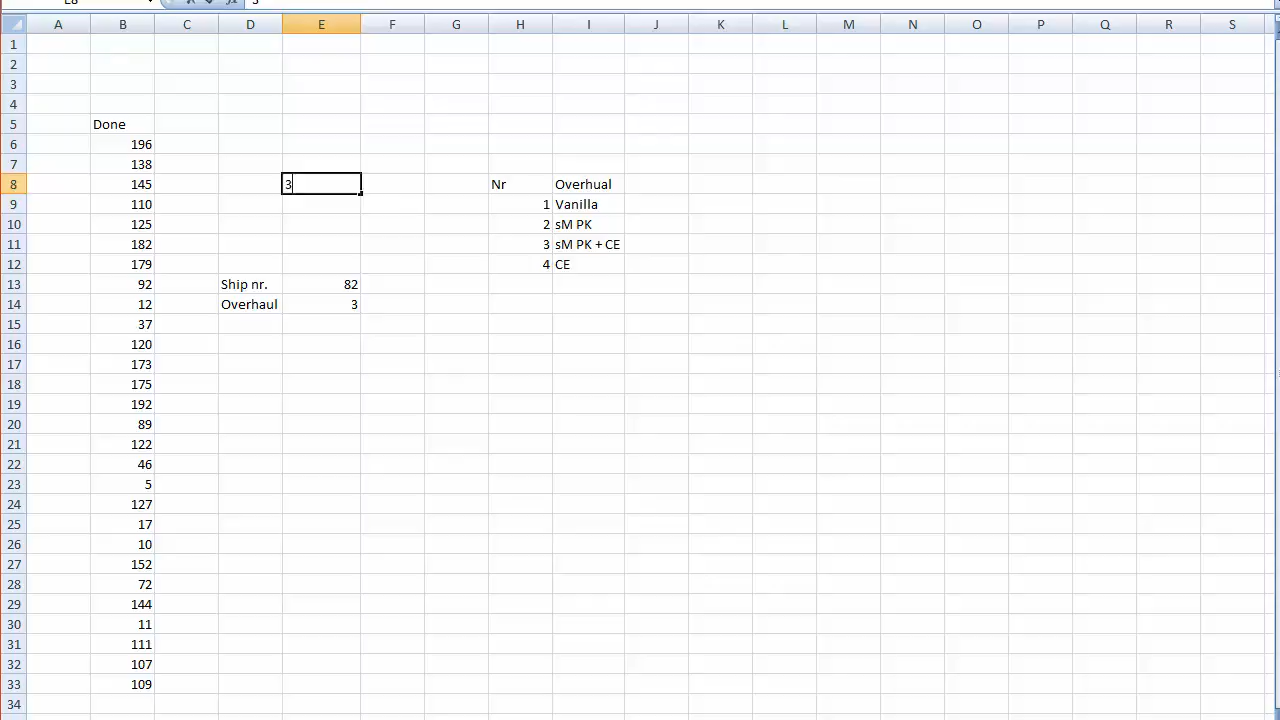 E8 3
A B C D E F G H I J K L M N O P Q R S
1
2
3
4
5 Done
6 196
7 138
8 145 3 Nr Overhual
9 110 1 Vanilla
10 125 2 sM PK
11 182 3 sM PK + CE
12 179 4 CE
13 92 Ship nr. 82
14 12 Overhaul 3
15 37
16 120
17 173
18 175
19 192
20 89
21 122
22 46
23 5
24 127
25 17
26 10
27 152
28 72
29 144
30 11
31 111
32 107
33 109
34